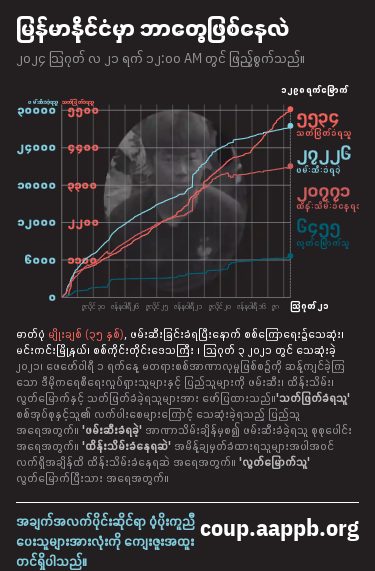 မြန်မာနိုင်ငံမှာ ဘာတွေဖြစ်နေလဲ
၂၀၂၄ ဩဂုတ် လ ၂၁ ရက် ၁၂:၀၀ AM တွင် ဖြည့်စွက်သည်။
၁၂၉၈ ရက်မြောက်
ဖမ်းဆီးခံရသူ သတ်ဖြတ်ခံရသူ
၃၀၀၀၀ ၅၅၀၀
၂၄၀၀၀ ၄၄၀၀
၁၈၀၀၀ ၃၃၀၀
၁၂၀၀၀ ၂၂၀၀
၆၀၀၀ ၁၁၀၀
၀
၅၅၃၄
သတ်ဖြတ်ခံရသူ
၂၇၂၂၆
ဖမ်းဆီးခံရခဲ့
၂၀၇၇၁
ထိန်းသိမ်းခံနေရဆဲ
၆၄၅၅
လွတ်မြောက်သူ
ဩဂုတ် ၂၁
ဓာတ်ပုံ မျိုးချစ် (၃၅ နှစ်), ဖမ်းဆီးခြင်းခံရပြီးနောက် စစ်ကြောရေး၌သေဆုံး၊
မင်းကင်းမြို့နယ်၊ စစ်ကိုင်းတိုင်းဒေသကြီး ၊ ဩဂုတ် ၃ ၂၀၂၁ တွင် သေဆုံးခဲ့
၂၀၂၁၊ ဖေဖော်ဝါရီ ၁ ရက်နေ့ မတရားစစ်အာဏာလုမှုဖြစ်စဉ်ကို ဆန့်ကျင်ခဲ့ကြ
သော ဒီမိုကရေစီရေးလှုပ်ရှားသူများနှင့် ပြည်သူများကို ဖမ်းဆီး၊ ထိန်းသိမ်း၊
လွတ်မြောက်နှင့် သတ်ဖြတ်ခံခဲ့ရသူများအား ဖော်ပြထားသည်။'သတ်ဖြတ်ခံရသူ'
စစ်အုပ်စုနှင့်သူ၏ လက်ပါးစေများကြောင့် သေဆုံးခဲ့ရသည့် ပြည်သူ
အရေအတွက်။ 'ဖမ်းဆီးခံရခဲ့' အာဏာသိမ်းချိန်မှစ၍ ဖမ်းဆီးခံခဲ့ရသူ စုစုပေါင်း
အရေအတွက်။ 'ထိန်းသိမ်းခံနေရဆဲ' အမိန့်ချမှတ်ခံထားရသူများအပါအဝင်
လက်ရှိအချိန်ထိ ထိန်းသိမ်းခံနေရဆဲ အရေအတွက်။ 'လွတ်မြောက်သူ'
လွတ်မြောက်ပြီးသား အရေအတွက်။
အချက်အလက်ပိုင်းဆိုင်ရာ ပံ့ပိုးကူညီ
ပေးသူများအားလုံးကို ကျေးဇူးအထူး
တင်ရှိပါသည်။
coup.aappb.org